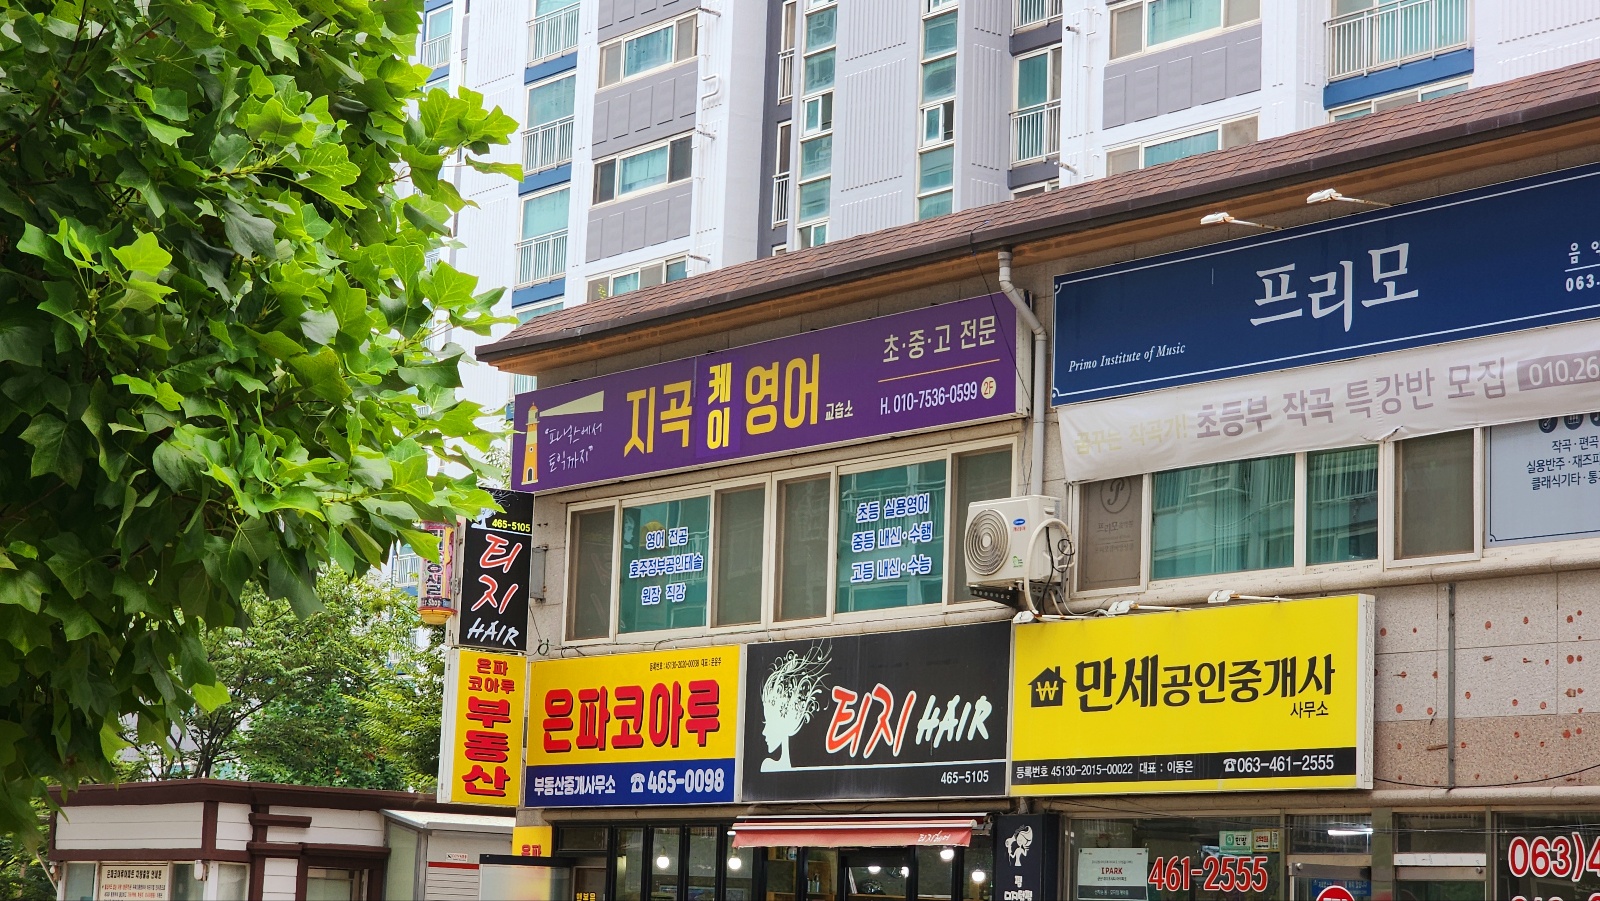 지곡 케이 영어 교습소
"파닉스에서
토익까지"
초·중·고 전문
H. 010-7536-0599 2F
프리모
Primo Institute of Music
063.
초등부 작곡 특강반 모집 010.26
영어 전공
호주정부공인테솔
원장 직강
초등 실용영어
중등 내신·수행
고등 내신·수능
작곡·편곡
실용반주·재즈피
클래식기타·통
465-5105
티지
HAIR
은파
코아루
부동산
은파코아루
부동산중개사무소 ☎465-0098
티지 HAIR
465-5105
만세공인중개사
사무소
등록번호 45130-2015-00022 대표 : 이동은 ☎063-461-2555
은파
IPARK
461-2555
063)4